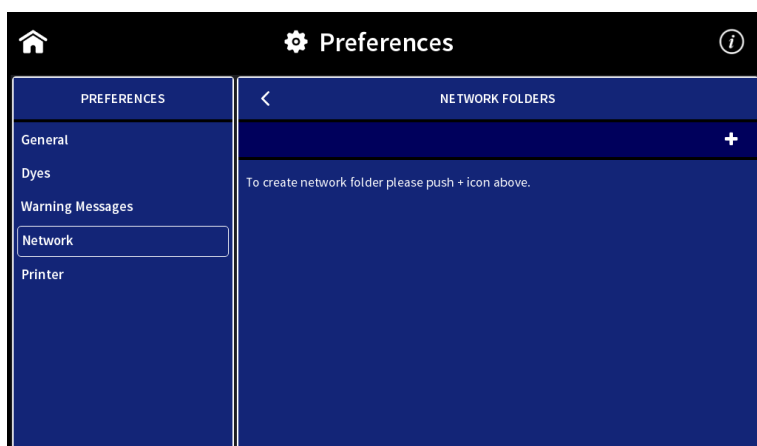 Preferences
PREFERENCES
General
Dyes
Warning Messages
Network
Printer
NETWORK FOLDERS
To create network folder please push + icon above.